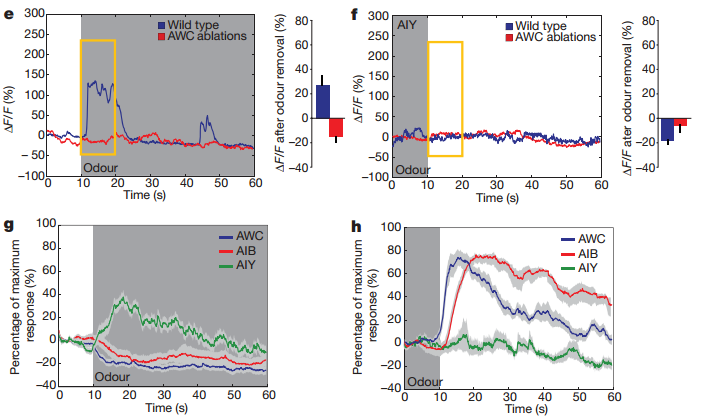 e
300
250
200
150
100
50
0
−50
−100
ΔF/F (%)
Wild type
AWC ablations
Odour
0 10 20 30 40 50 60
Time (s)
80
60
40
20
0
−20
−40
ΔF/F after odour removal (%)
f
300
250
200
150
100
50
0
−50
−100
ΔF/F (%)
AIY
Wild type
AWC ablations
Odour
0 10 20 30 40 50 60
Time (s)
80
60
40
20
0
−20
−40
ΔF/F ater odour removal (%)
g
100
80
60
40
20
0
−20
−40
Percentage of maximum
response (%)
AWC
AIB
AIY
Odour
0 10 20 30 40 50 60
Time (s)
h
100
80
60
40
20
0
−20
−40
Percentage of maximum
response (%)
AWC
AIB
AIY
Odour
0 10 20 30 40 50 60
Time (s)